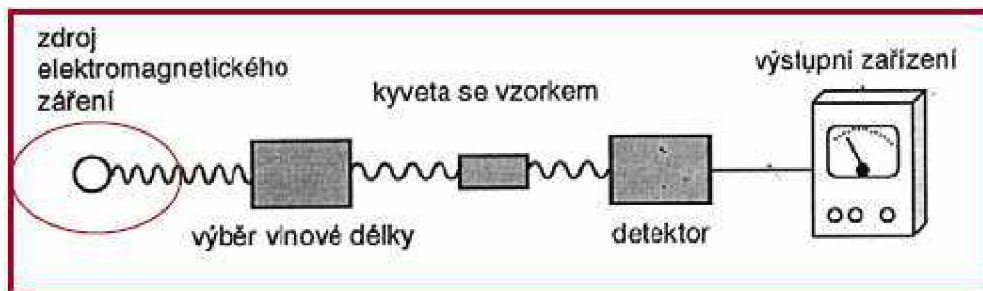 zdroj
elektromagnetického
záření
kyveta se vzorkem
výstupní zařízení
výběr vlnové délky
detektor